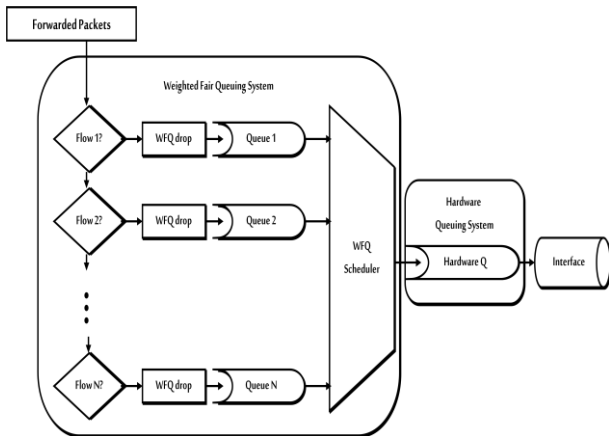 Forwarded Packets
Weighted Fair Queuing System
Flow 1?
WFQ drop
Queue 1
Flow 2?
WFQ drop
Queue 2
WFQ
Scheduler
Hardware
Queuing System
Hardware Q
Interface
Flow N?
WFQ drop
Queue N